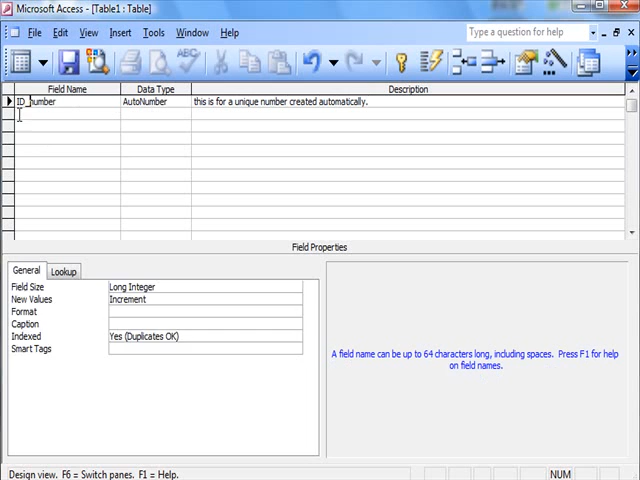 Microsoft Access - [Table1 : Table]
File Edit View Insert Tools Window Help Type a question for help
ABC
Field Name Data Type Description
ID_number AutoNumber this is for a unique number created automatically.
Field Properties
General Lookup
Field Size Long Integer
New Values Increment
Format
Caption
Indexed Yes (Duplicates OK)
Smart Tags
A field name can be up to 64 characters long, including spaces. Press F1 for help
on field names.
Design view. F6 = Switch panes. F1 = Help. NUM